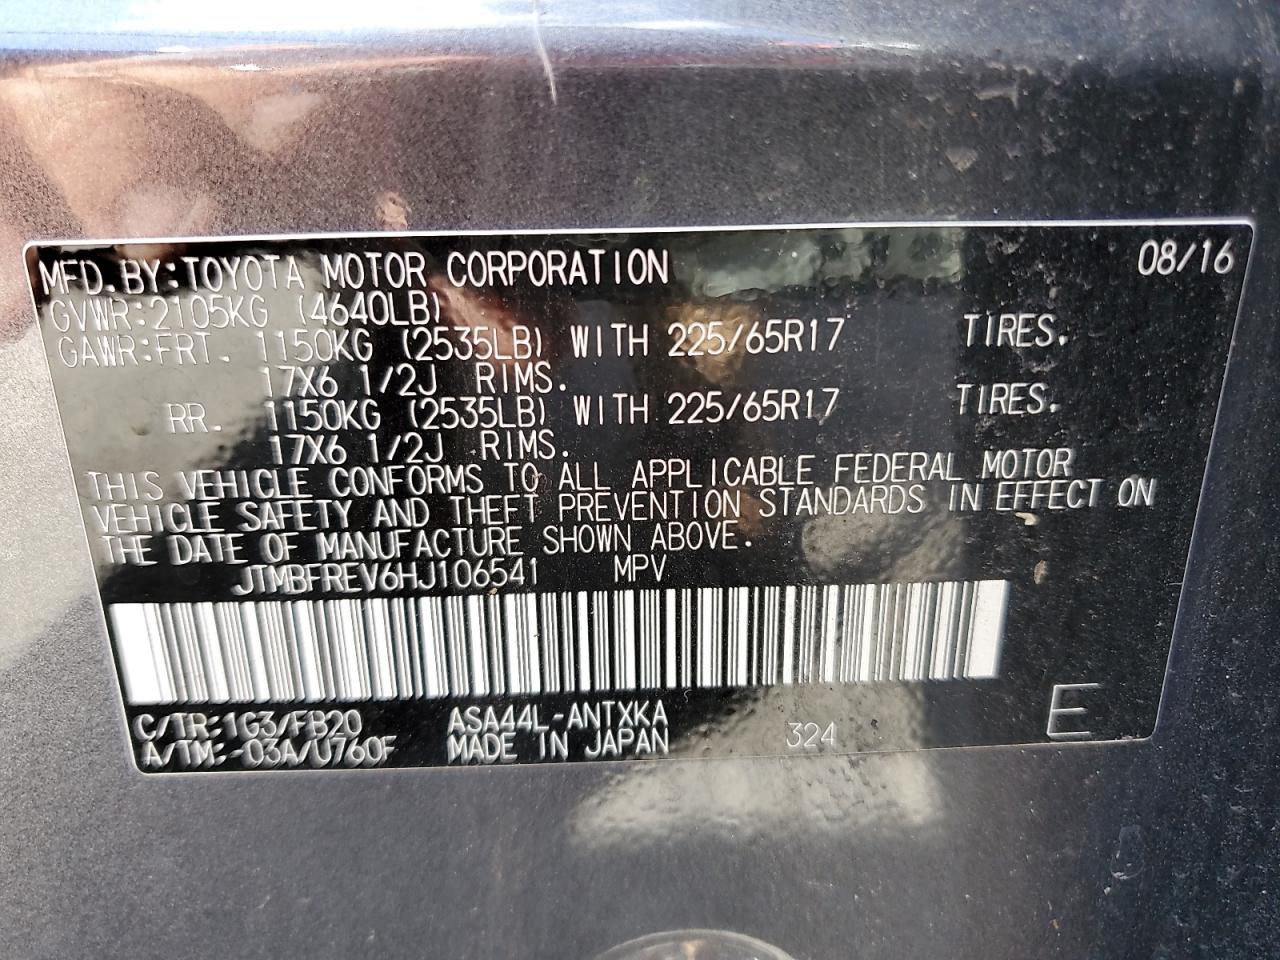 MFD. BY: TOYOTA MOTOR CORPORATION 08/16
GVWR: 2105KG (4640LB)
GAWR: FRT. 1150KG (2535LB) WITH 225/65R17 TIRES.
17X6 1/2J RIMS.
RR. 1150KG (2535LB) WITH 225/65R17 TIRES.
17X6 1/2J RIMS.
THIS VEHICLE CONFORMS TO ALL APPLICABLE FEDERAL MOTOR
VEHICLE SAFETY AND THEFT PREVENTION STANDARDS IN EFFECT ON
THE DATE OF MANUFACTURE SHOWN ABOVE.
JTMBFREV6HJ106541 MPV
C/TR: 1G3/FB20 ASA44L-ANTXKA
A/TM: -03A/U760F MADE IN JAPAN 324 E